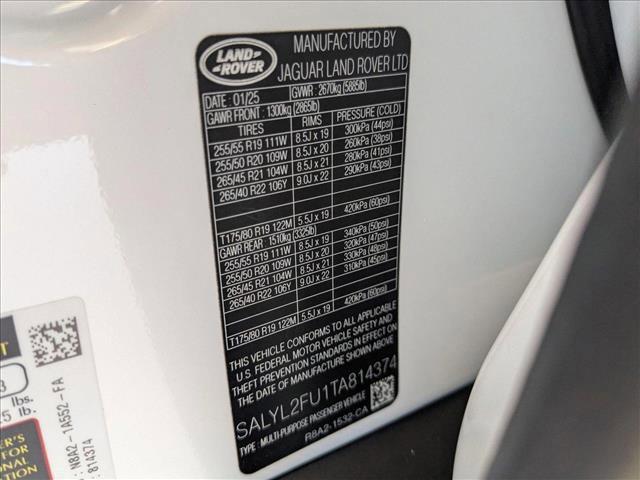 LAND-
ROVER
MANUFACTURED BY
JAGUAR LAND ROVER LTD
DATE : 01/25 GVWR : 2670kg (5885lb)
GAWR FRONT : 1300kg (2865lb)
TIRES RIMS PRESSURE (COLD)
255/55 R19 111W 8.5J x 19 300kPa (44psi)
255/50 R20 109W 8.5J x 20 260kPa (38psi)
265/45 R21 104W 8.5J x 21 280kPa (41psi)
265/40 R22 106Y 9.0J x 22 290kPa (43psi)
T175/80 R19 122M 5.5J x 19 420kPa (60psi)
GAWR REAR : 1510kg (3325lb)
255/55 R19 111W 8.5J x 19 340kPa (50psi)
255/50 R20 109W 8.5J x 20 320kPa (47psi)
265/45 R21 104W 8.5J x 21 330kPa (48psi)
265/40 R22 106Y 9.0J x 22 310kPa (45psi)
T175/80 R19 122M 5.5J x 19 420kPa (60psi)
THIS VEHICLE CONFORMS TO ALL APPLICABLE
U.S. FEDERAL MOTOR VEHICLE SAFETY AND
THEFT PREVENTION STANDARDS IN EFFECT ON
THE DATE OF MANUFACTURE SHOWN ABOVE
SALYL2FU1TA814374
TYPE : MULTI-PURPOSE PASSENGER VEHICLE
R8A2-1532-CA
lbs.
5 lb.
: N8A2-1A552-FA
: 814374